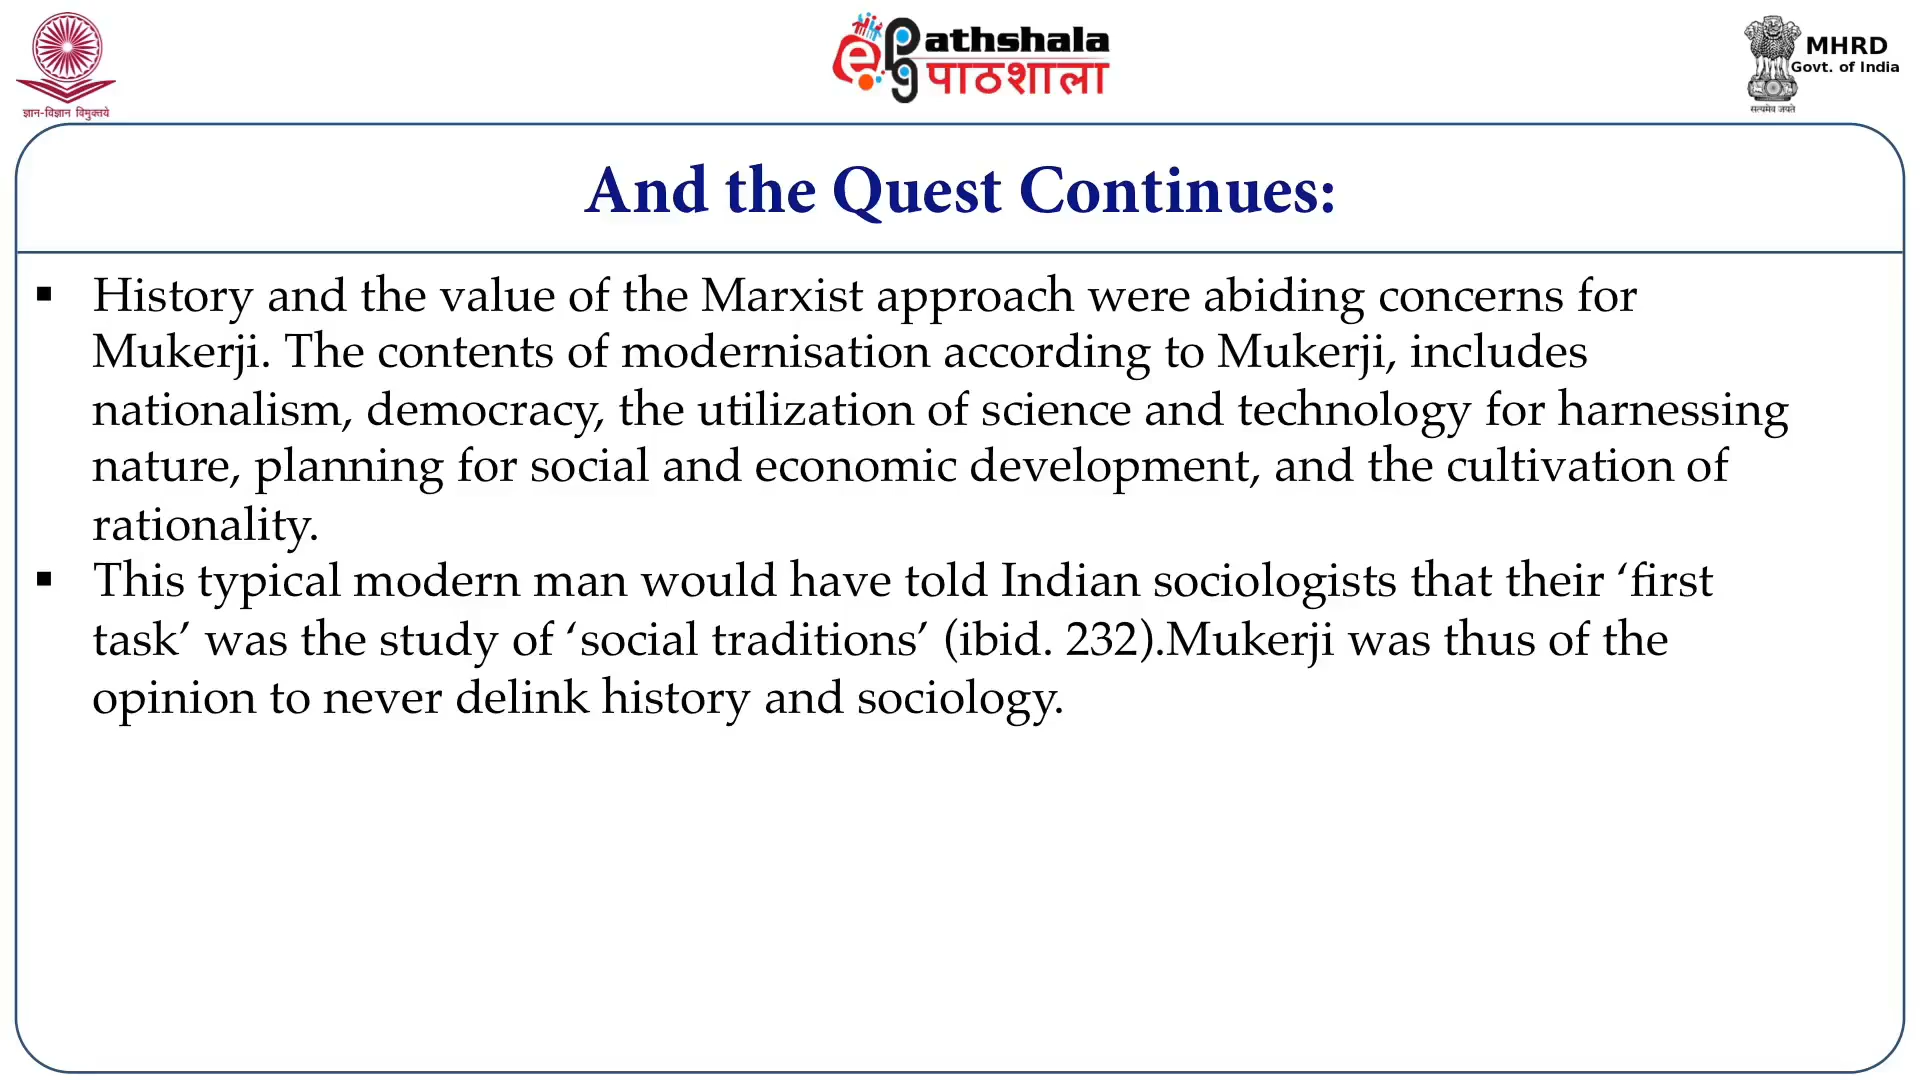 ज्ञान-विज्ञान विमुक्तये
e Pathshala
पाठशाला
MHRD
Govt. of India
सत्यमेव जयते
And the Quest Continues:
▪ History and the value of the Marxist approach were abiding concerns for
Mukerji. The contents of modernisation according to Mukerji, includes
nationalism, democracy, the utilization of science and technology for harnessing
nature, planning for social and economic development, and the cultivation of
rationality.
▪ This typical modern man would have told Indian sociologists that their ‘first
task’ was the study of ‘social traditions’ (ibid. 232).Mukerji was thus of the
opinion to never delink history and sociology.